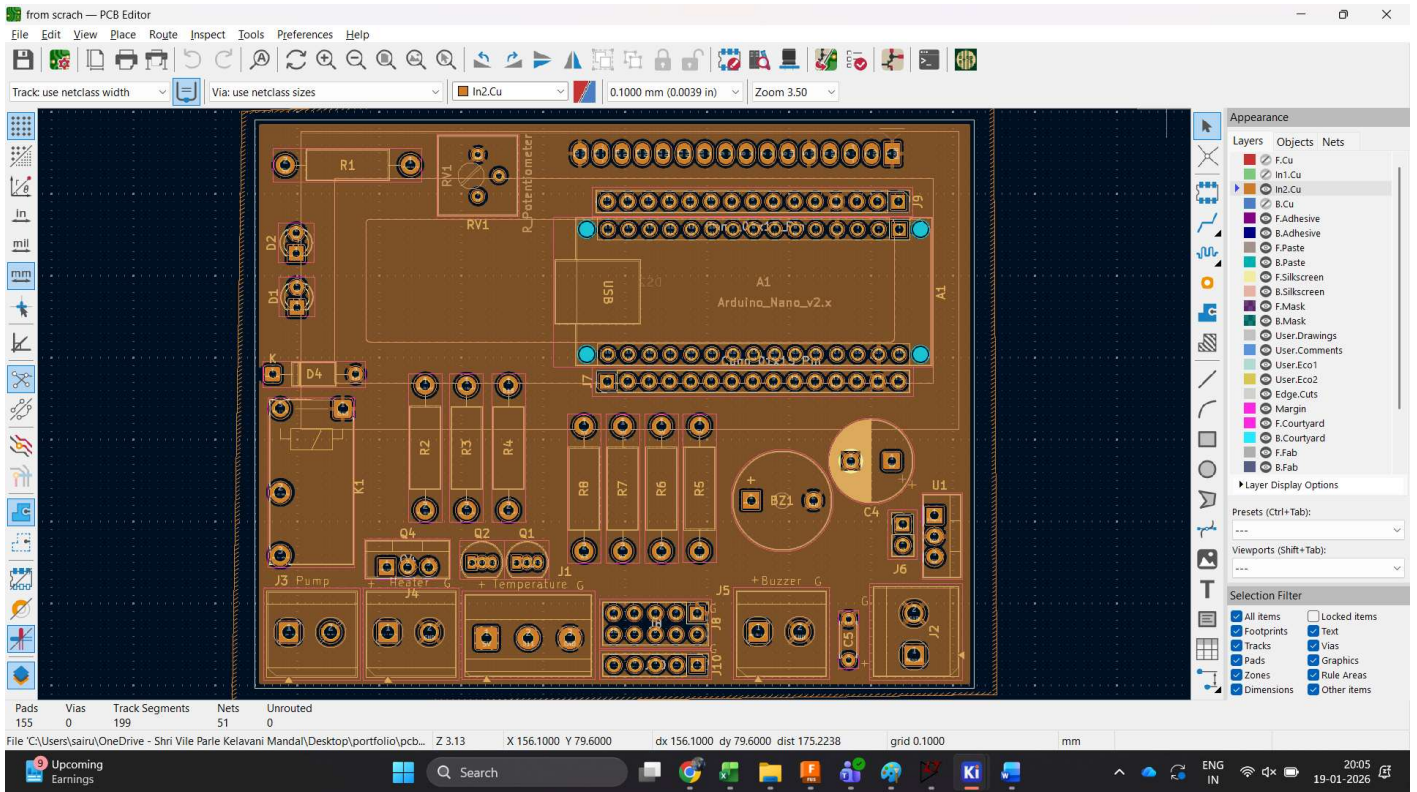 from scrach — PCB Editor
File Edit View Place Route Inspect Tools Preferences Help
Track: use netclass width
Via: use netclass sizes
In2.Cu
0.1000 mm (0.0039 in)
Zoom 3.50
in
mil
mm
R1
RV1
RV1
R_Potentiometer
J9
D2
D1
USB
A1
Arduino_Nano_v2.x
A1
J7
K
D4
K1
R2
R3
R4
R8
R7
R6
R5
+
BZ1
+
C4
U1
J6
Q4
Q2
Q1
J1
J3 Pump
+ Heater G
J4
+ Temperature G
J5
+Buzzer G
G
J8
G
J10
C5
G
+
J2
Appearance
Layers Objects Nets
F.Cu
In1.Cu
In2.Cu
B.Cu
F.Adhesive
B.Adhesive
F.Paste
B.Paste
F.Silkscreen
B.Silkscreen
F.Mask
B.Mask
User.Drawings
User.Comments
User.Eco1
User.Eco2
Edge.Cuts
Margin
F.Courtyard
B.Courtyard
F.Fab
B.Fab
Layer Display Options
Presets (Ctrl+Tab):
---
Viewports (Shift+Tab):
---
Selection Filter
All items Locked items
Footprints Text
Tracks Vias
Pads Graphics
Zones Rule Areas
Dimensions Other items
Pads Vias Track Segments Nets Unrouted
155 0 199 51 0
File 'C:\Users\sairu\OneDrive - Shri Vile Parle Kelavani Mandal\Desktop\portfolio\pcb... Z 3.13 X 156.1000 Y 79.6000 dx 156.1000 dy 79.6000 dist 175.2238 grid 0.1000 mm
9
Upcoming
Earnings
Search
Ki
ENG
IN
20:05
19-01-2026